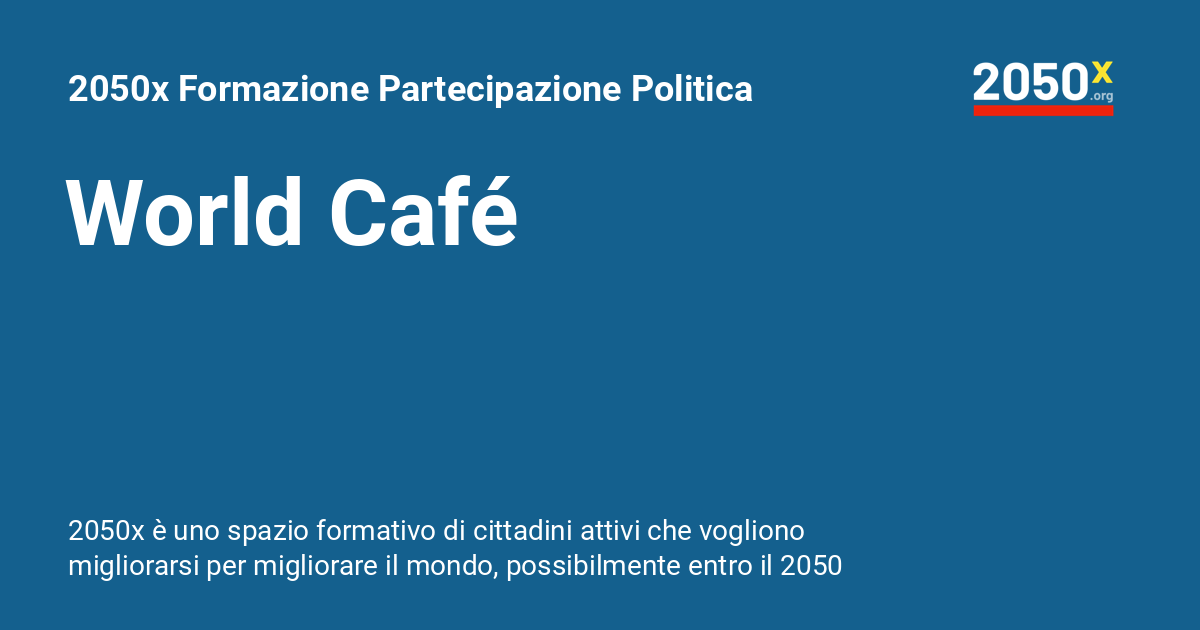 2050x Formazione Partecipazione Politica
2050x
.org
World Café
2050x è uno spazio formativo di cittadini attivi che vogliono
migliorarsi per migliorare il mondo, possibilmente entro il 2050